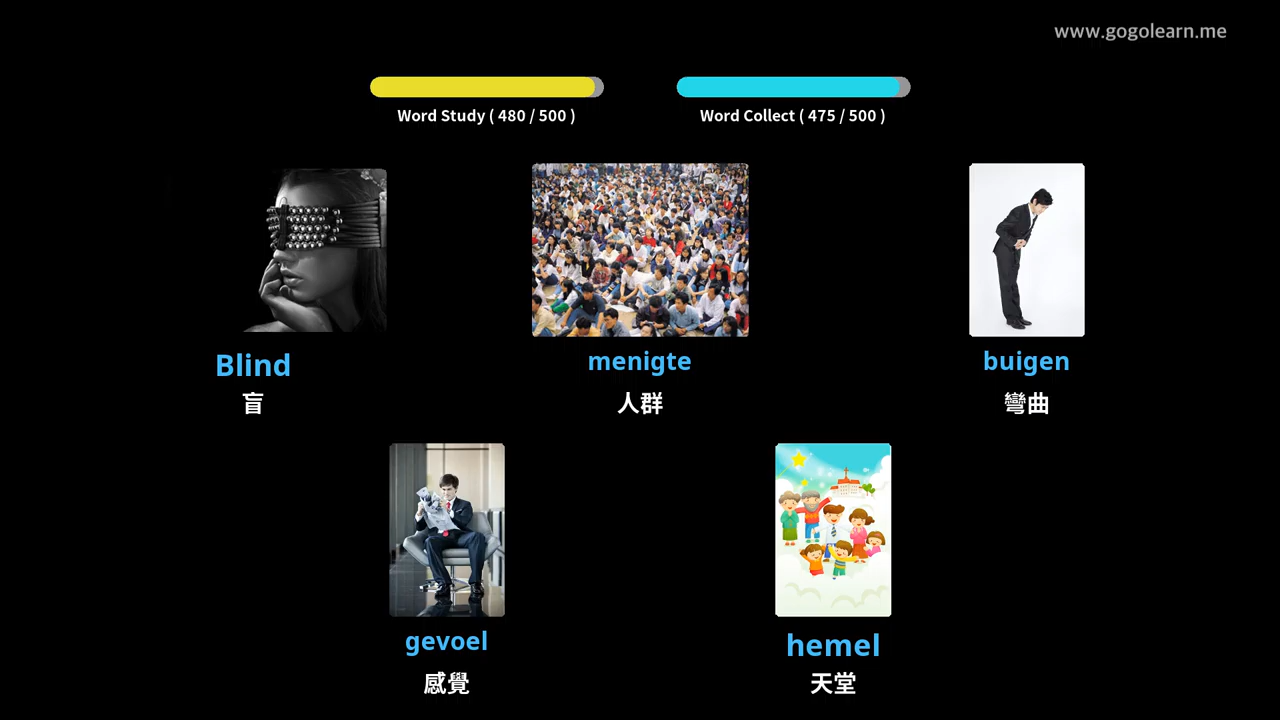 www.gogolearn.me
Word Study ( 480 / 500 )
Word Collect ( 475 / 500 )
Blind
盲
menigte
人群
buigen
彎曲
gevoel
感覺
hemel
天堂